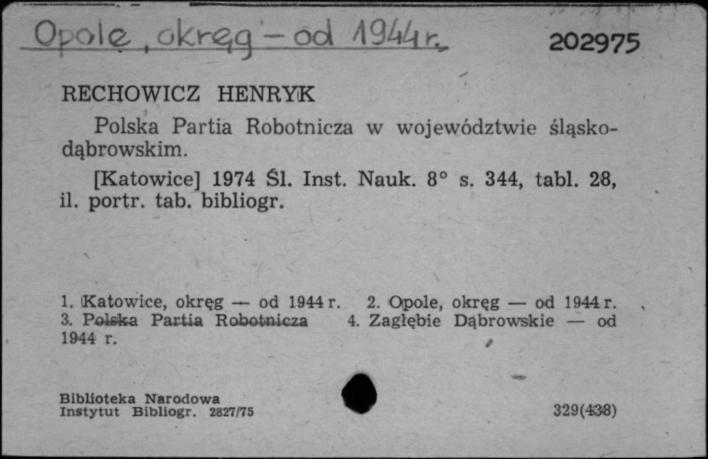 Opole, okręg – od 1944 r.
202975
RECHOWICZ HENRYK
Polska Partia Robotnicza w województwie śląsko-
dąbrowskim.
[Katowice] 1974 Śl. Inst. Nauk. 8° s. 344, tabl. 28,
il. portr. tab. bibliogr.
1. Katowice, okręg — od 1944 r. 2. Opole, okręg — od 1944 r.
3. Polska Partia Robotnicza 4. Zagłębie Dąbrowskie — od
1944 r.
Biblioteka Narodowa
Instytut Bibliogr. 2827/75
329(438)